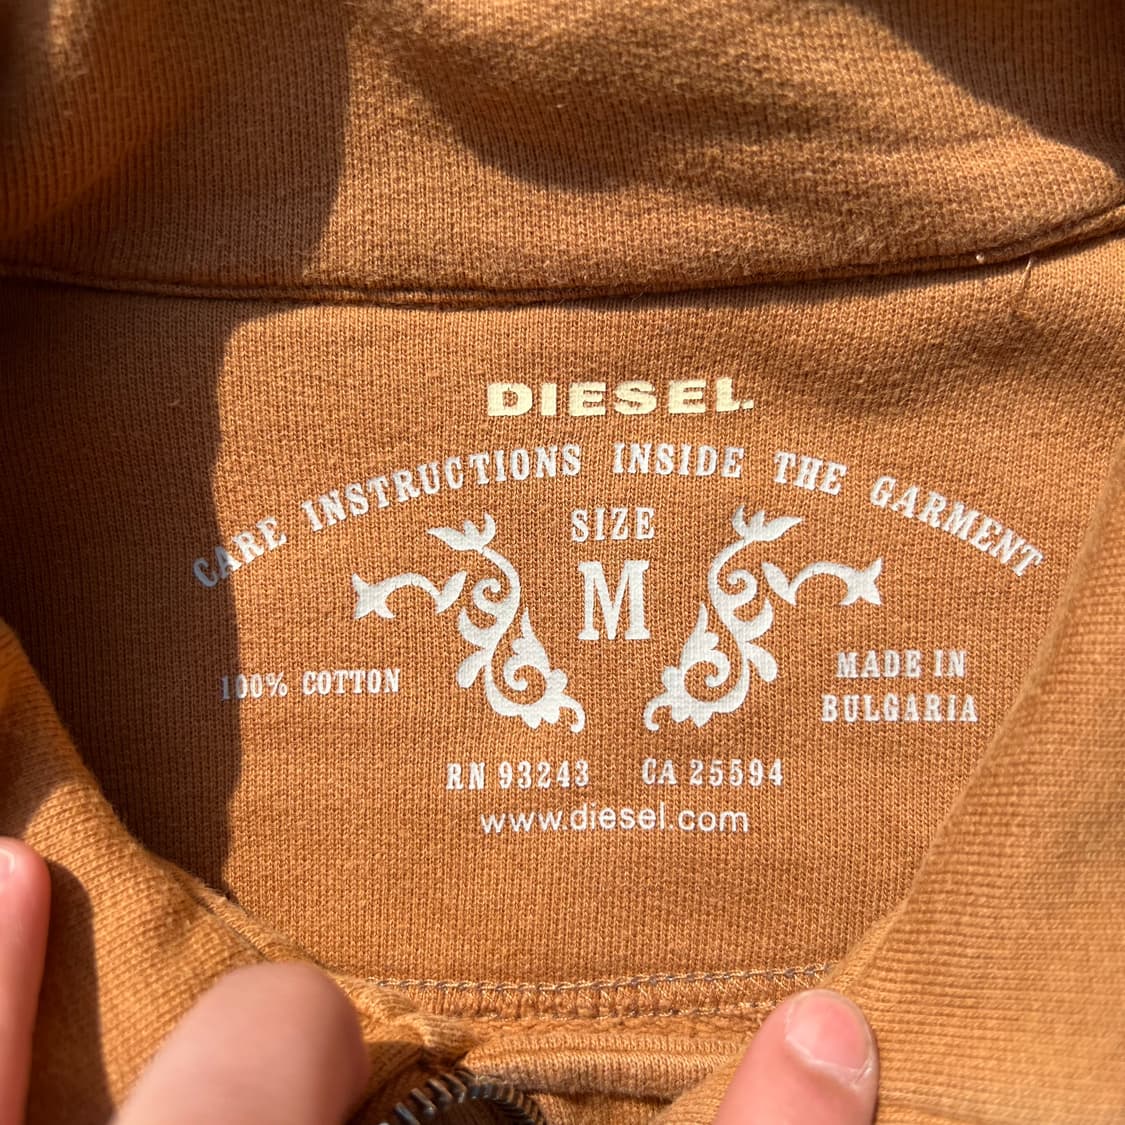 DIESEL.
CARE INSTRUCTIONS INSIDE THE GARMENT
SIZE
M
100% COTTON
MADE IN
BULGARIA
RN 93243 CA 25594
www.diesel.com